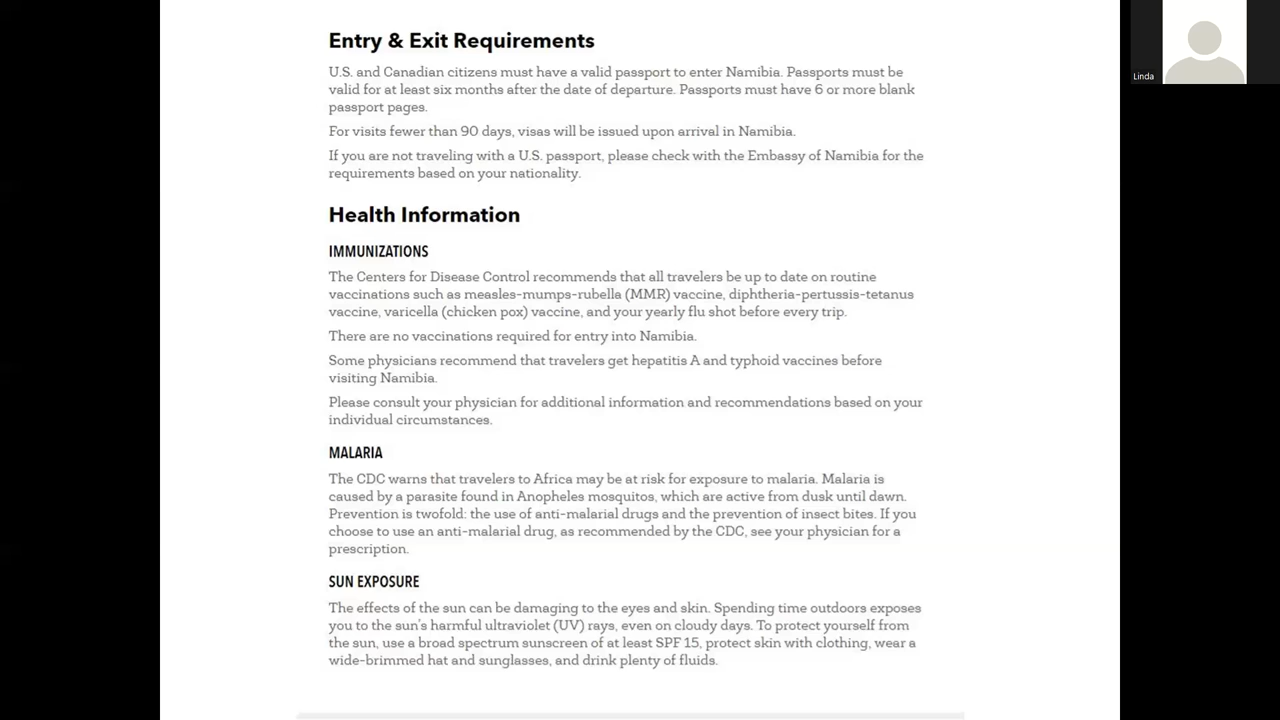 Entry & Exit Requirements
U.S. and Canadian citizens must have a valid passport to enter Namibia. Passports must be
valid for at least six months after the date of departure. Passports must have 6 or more blank
passport pages.
For visits fewer than 90 days, visas will be issued upon arrival in Namibia.
If you are not traveling with a U.S. passport, please check with the Embassy of Namibia for the
requirements based on your nationality.
Health Information
IMMUNIZATIONS
The Centers for Disease Control recommends that all travelers be up to date on routine
vaccinations such as measles-mumps-rubella (MMR) vaccine, diphtheria-pertussis-tetanus
vaccine, varicella (chicken pox) vaccine, and your yearly flu shot before every trip.
There are no vaccinations required for entry into Namibia.
Some physicians recommend that travelers get hepatitis A and typhoid vaccines before
visiting Namibia.
Please consult your physician for additional information and recommendations based on your
individual circumstances.
MALARIA
The CDC warns that travelers to Africa may be at risk for exposure to malaria. Malaria is
caused by a parasite found in Anopheles mosquitos, which are active from dusk until dawn.
Prevention is twofold: the use of anti-malarial drugs and the prevention of insect bites. If you
choose to use an anti-malarial drug, as recommended by the CDC, see your physician for a
prescription.
SUN EXPOSURE
The effects of the sun can be damaging to the eyes and skin. Spending time outdoors exposes
you to the sun's harmful ultraviolet (UV) rays, even on cloudy days. To protect yourself from
the sun, use a broad spectrum sunscreen of at least SPF 15, protect skin with clothing, wear a
wide-brimmed hat and sunglasses, and drink plenty of fluids.
Linda